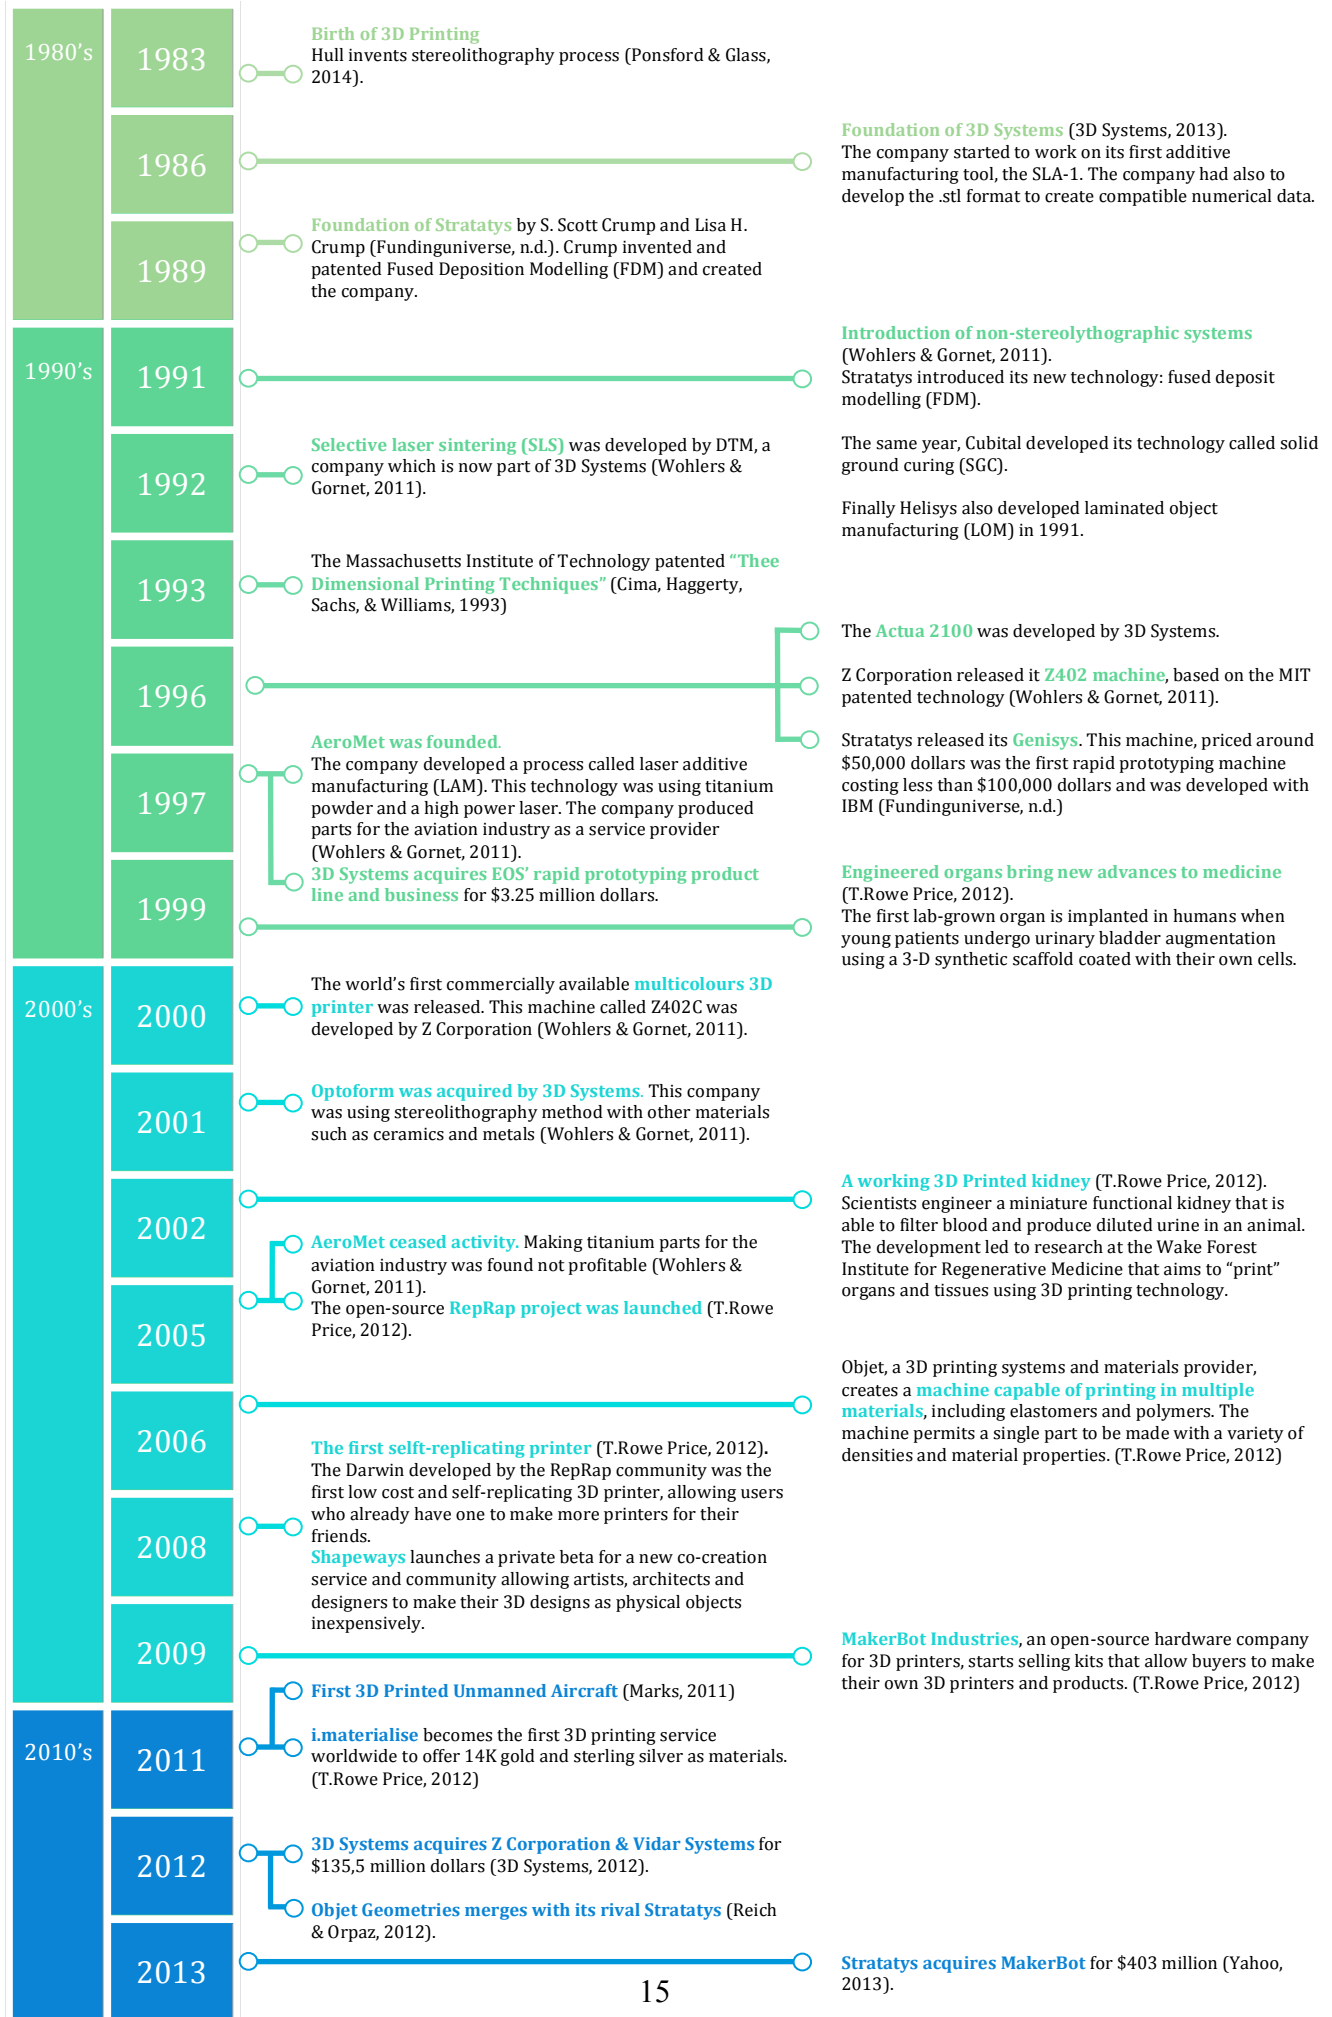 1980's
1983
Birth of 3D Printing
Hull invents stereolithography process (Ponsford & Glass,
2014).
1986
Foundation of 3D Systems (3D Systems, 2013).
The company started to work on its first additive
manufacturing tool, the SLA-1. The company had also to
develop the .stl format to create compatible numerical data.
1989
Foundation of Stratatys by S. Scott Crump and Lisa H.
Crump (Fundinguniverse, n.d.). Crump invented and
patented Fused Deposition Modelling (FDM) and created
the company.
1990's
1991
Introduction of non-stereolythographic systems
(Wohlers & Gornet, 2011).
Stratatys introduced its new technology: fused deposit
modelling (FDM).
The same year, Cubital developed its technology called solid
ground curing (SGC).
Finally Helisys also developed laminated object
manufacturing (LOM) in 1991.
1992
Selective laser sintering (SLS) was developed by DTM, a
company which is now part of 3D Systems (Wohlers &
Gornet, 2011).
1993
The Massachusetts Institute of Technology patented “Thee
Dimensional Printing Techniques” (Cima, Haggerty,
Sachs, & Williams, 1993)
1996
The Actua 2100 was developed by 3D Systems.
Z Corporation released it Z402 machine, based on the MIT
patented technology (Wohlers & Gornet, 2011).
Stratatys released its Genisys. This machine, priced around
$50,000 dollars was the first rapid prototyping machine
costing less than $100,000 dollars and was developed with
IBM (Fundinguniverse, n.d.)
1997
AeroMet was founded.
The company developed a process called laser additive
manufacturing (LAM). This technology was using titanium
powder and a high power laser. The company produced
parts for the aviation industry as a service provider
(Wohlers & Gornet, 2011).
3D Systems acquires EOS’ rapid prototyping product
line and business for $3.25 million dollars.
1999
Engineered organs bring new advances to medicine
(T.Rowe Price, 2012).
The first lab-grown organ is implanted in humans when
young patients undergo urinary bladder augmentation
using a 3-D synthetic scaffold coated with their own cells.
2000's
2000
The world’s first commercially available multicolours 3D
printer was released. This machine called Z402C was
developed by Z Corporation (Wohlers & Gornet, 2011).
2001
Optoform was acquired by 3D Systems. This company
was using stereolithography method with other materials
such as ceramics and metals (Wohlers & Gornet, 2011).
2002
A working 3D Printed kidney (T.Rowe Price, 2012).
Scientists engineer a miniature functional kidney that is
able to filter blood and produce diluted urine in an animal.
The development led to research at the Wake Forest
Institute for Regenerative Medicine that aims to “print”
organs and tissues using 3D printing technology.
2005
AeroMet ceased activity. Making titanium parts for the
aviation industry was found not profitable (Wohlers &
Gornet, 2011).
The open-source RepRap project was launched (T.Rowe
Price, 2012).
2006
Objet, a 3D printing systems and materials provider,
creates a machine capable of printing in multiple
materials, including elastomers and polymers. The
machine permits a single part to be made with a variety of
densities and material properties. (T.Rowe Price, 2012)
2008
The first selft-replicating printer (T.Rowe Price, 2012).
The Darwin developed by the RepRap community was the
first low cost and self-replicating 3D printer, allowing users
who already have one to make more printers for their
friends.
Shapeways launches a private beta for a new co-creation
service and community allowing artists, architects and
designers to make their 3D designs as physical objects
inexpensively.
2009
MakerBot Industries, an open-source hardware company
for 3D printers, starts selling kits that allow buyers to make
their own 3D printers and products. (T.Rowe Price, 2012)
2010's
2011
First 3D Printed Unmanned Aircraft (Marks, 2011)
i.materialise becomes the first 3D printing service
worldwide to offer 14K gold and sterling silver as materials.
(T.Rowe Price, 2012)
2012
3D Systems acquires Z Corporation & Vidar Systems for
$135,5 million dollars (3D Systems, 2012).
Objet Geometries merges with its rival Stratatys (Reich
& Orpaz, 2012).
2013
Stratatys acquires MakerBot for $403 million (Yahoo,
2013).
15